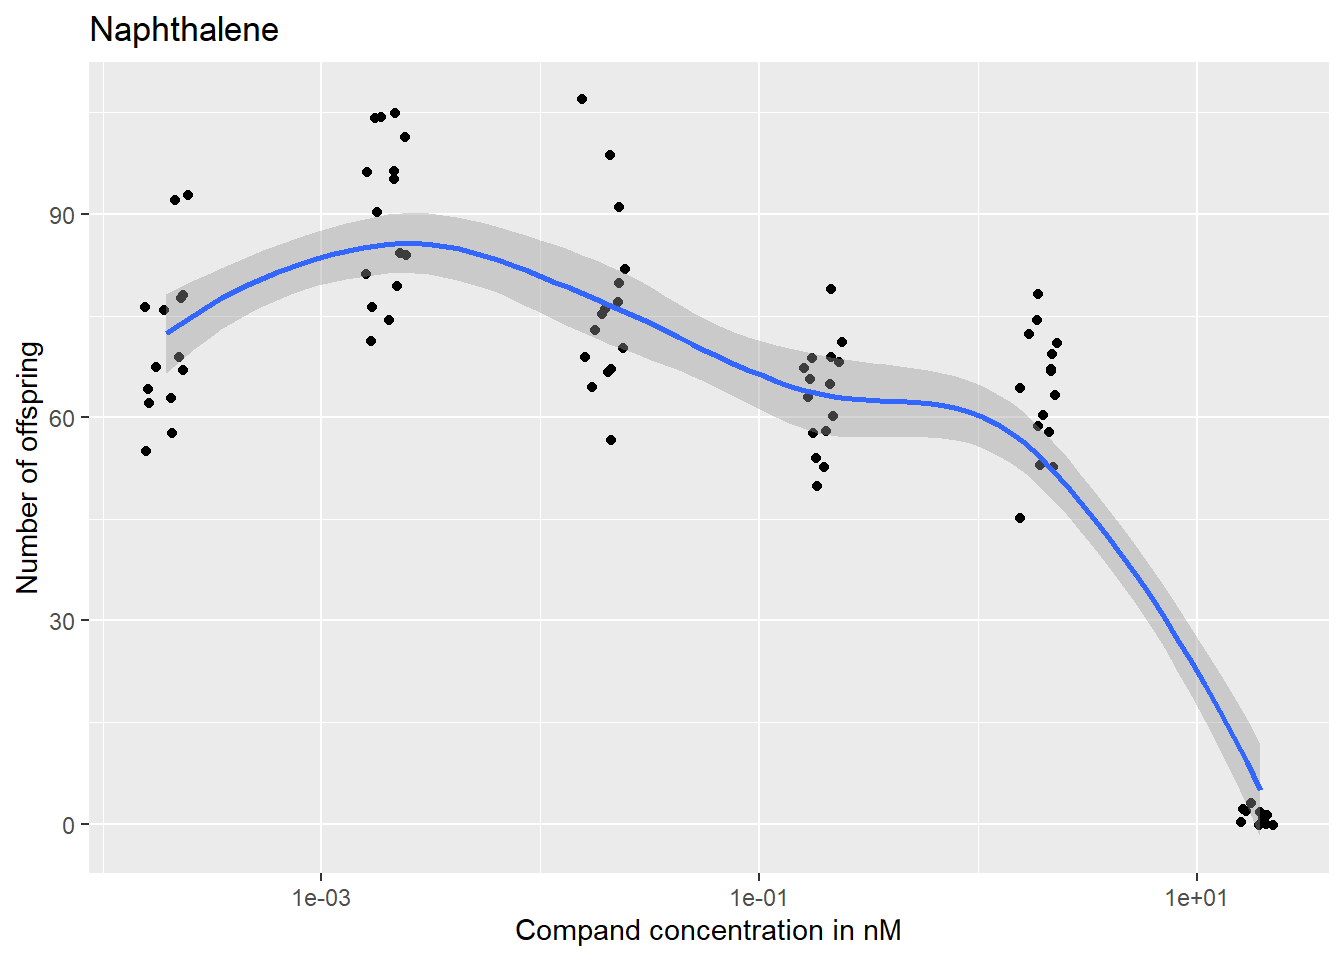 Naphthalene
Number of offspring
90
60
30
0
1e-03 1e-01 1e+01
Compand concentration in nM